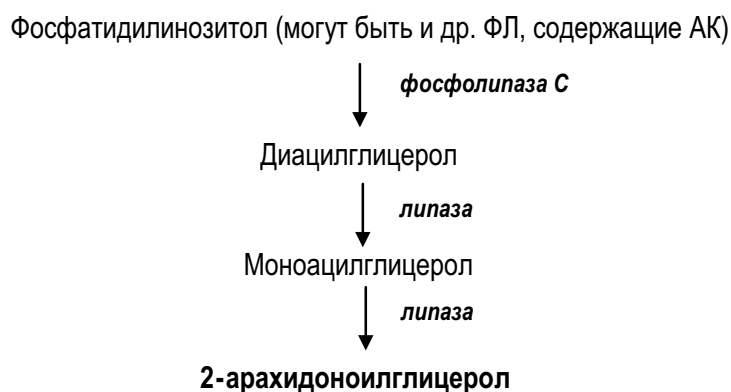 Фосфатидилинозитол (могут быть и др. ФЛ, содержащие АК)
фосфолипаза С
Диацилглицерол
липаза
Моноацилглицерол
липаза
2-арахидоноилглицерол